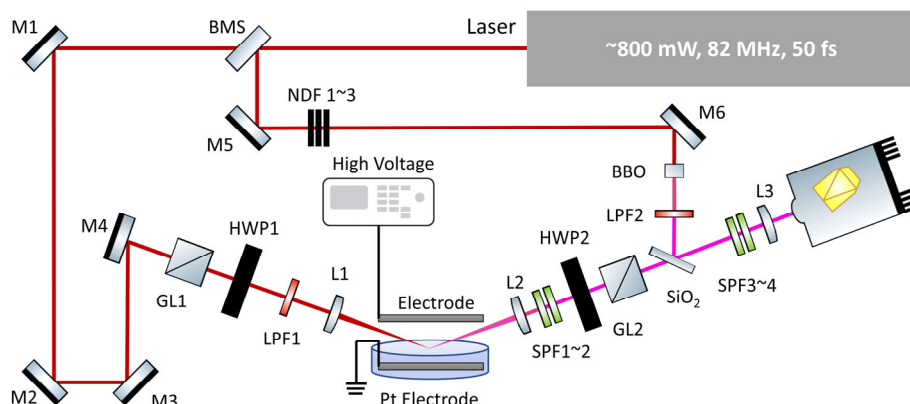 M1
BMS
Laser
~800 mW, 82 MHz, 50 fs
NDF 1~3
M5
M6
High Voltage
BBO
L3
M4
LPF2
HWP1
HWP2
L1
L2
Electrode
GL1
SiO2
SPF3~4
GL2
LPF1
SPF1~2
M2
M3
Pt Electrode